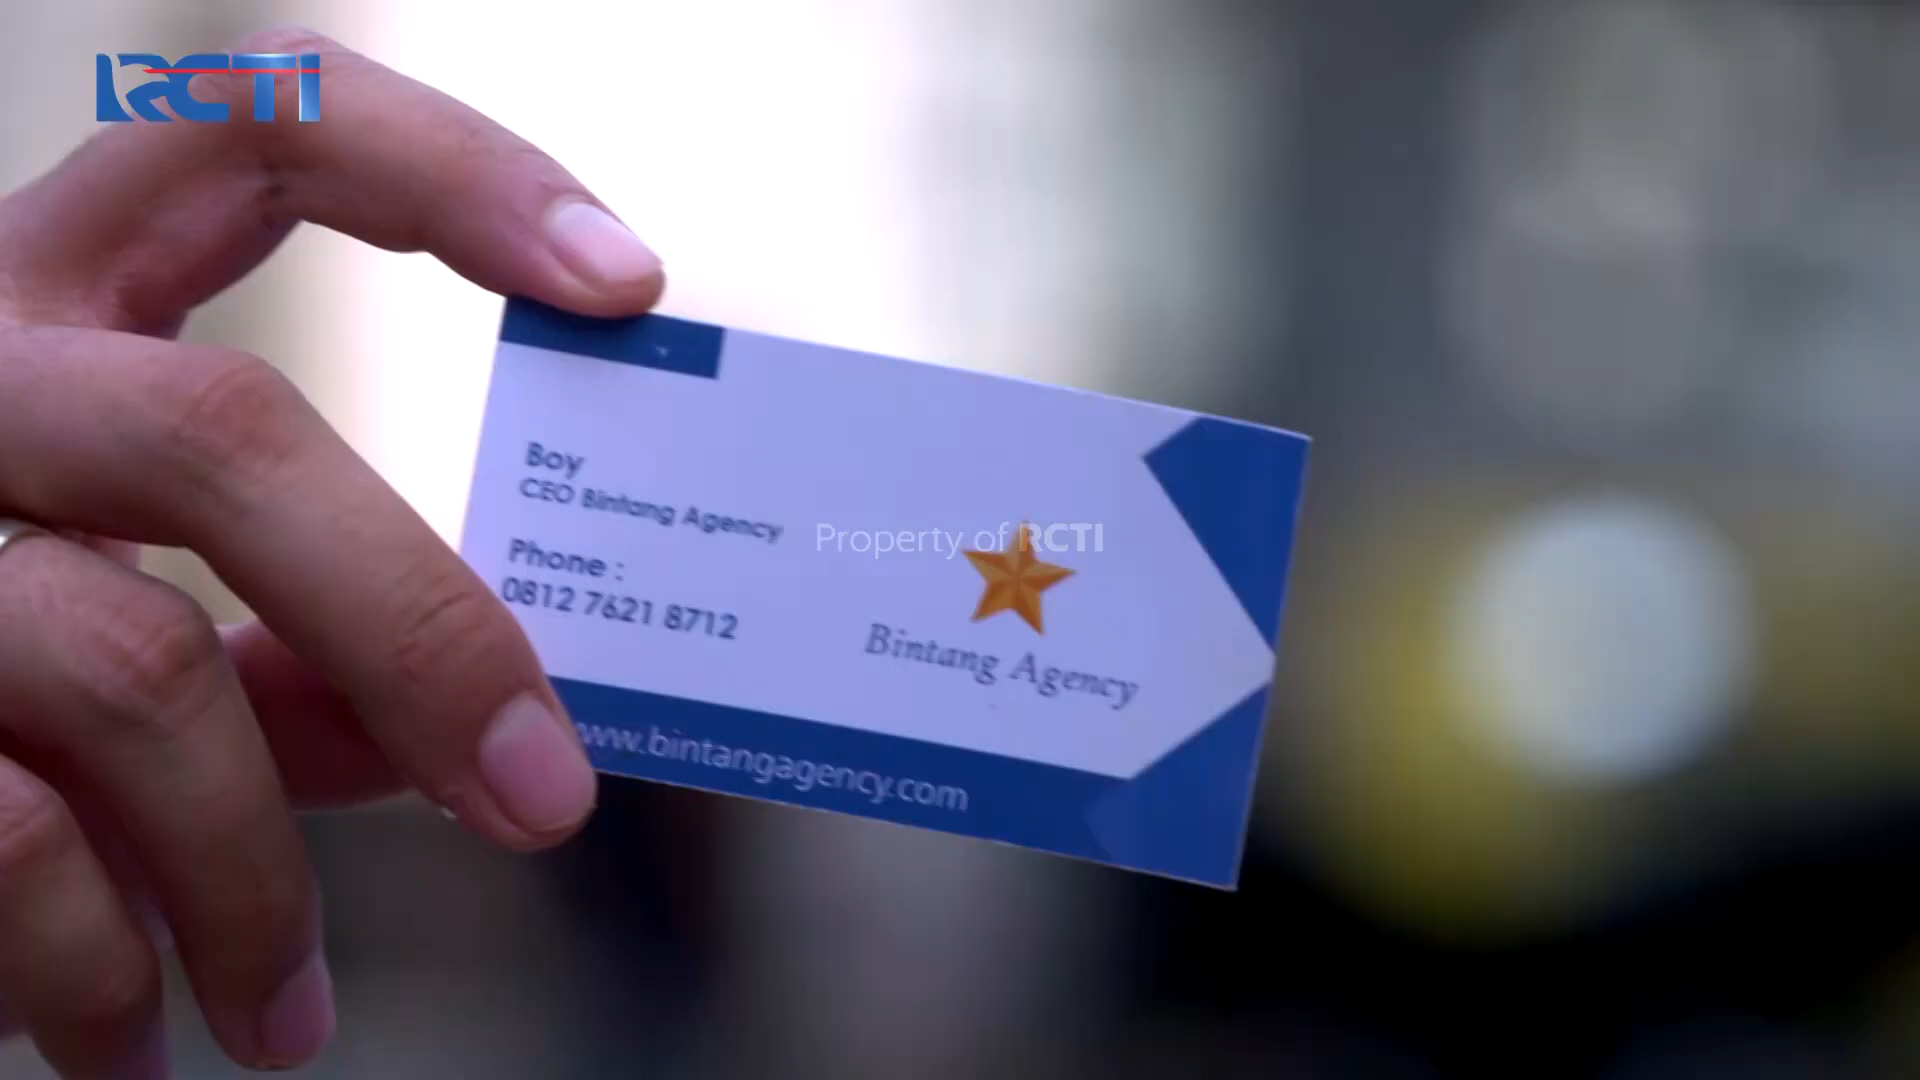 RCTI
Boy
CEO Bintang Agency
Phone :
0812 7621 8712
Property of RCTI
Bintang Agency
www.bintangagency.com